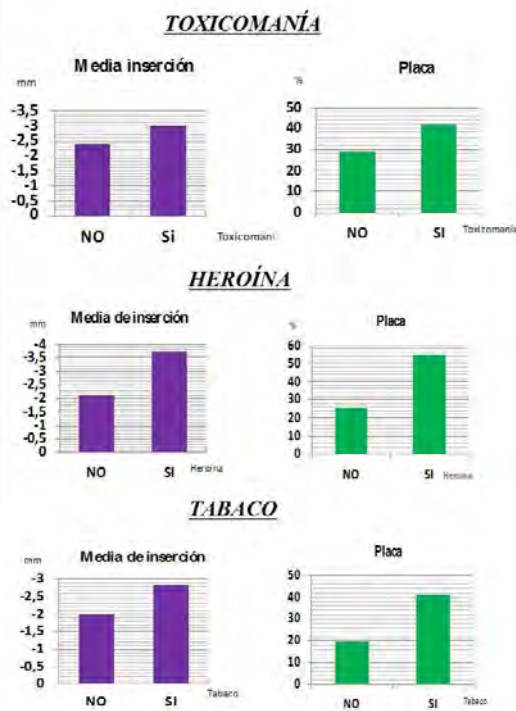 TOXICOMANÍA
Media inserción
mm
-3,5
-3
-2,5
-2
-1,5
-1
-0,5
0
NO Si
Toxicomaní
Placa
%
50
40
30
20
10
0
NO SI
Toxicomanía
HEROÍNA
Media de inserción
mm
-4
-3,5
-3
-2,5
-2
-1,5
-1
-0,5
0
NO SI
Heroína
Placa
%
60
50
40
30
20
10
0
NO SI
Heroína
TABACO
Media de inserción
mm
-3
-2,5
-2
-1,5
-1
-0,5
0
NO SI
Tabaco
Placa
50
40
30
20
10
0
NO SI
Tabaco